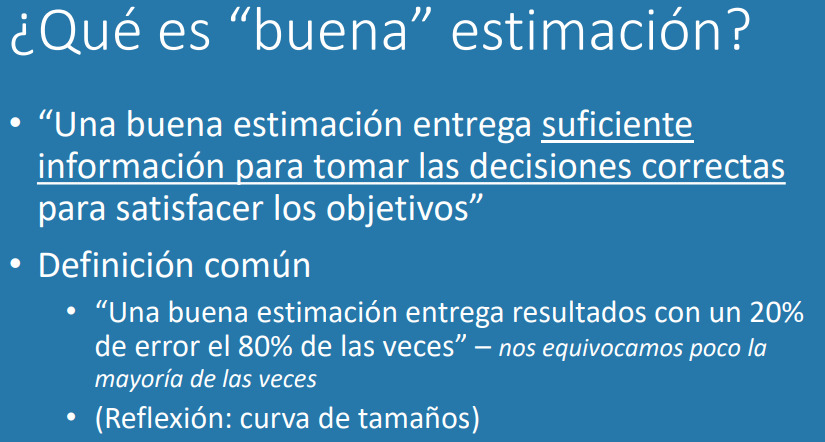 ¿Qué es “buena” estimación?
• “Una buena estimación entrega suficiente
información para tomar las decisiones correctas
para satisfacer los objetivos”
• Definición común
• “Una buena estimación entrega resultados con un 20%
de error el 80% de las veces” – nos equivocamos poco la
mayoría de las veces
• (Reflexión: curva de tamaños)